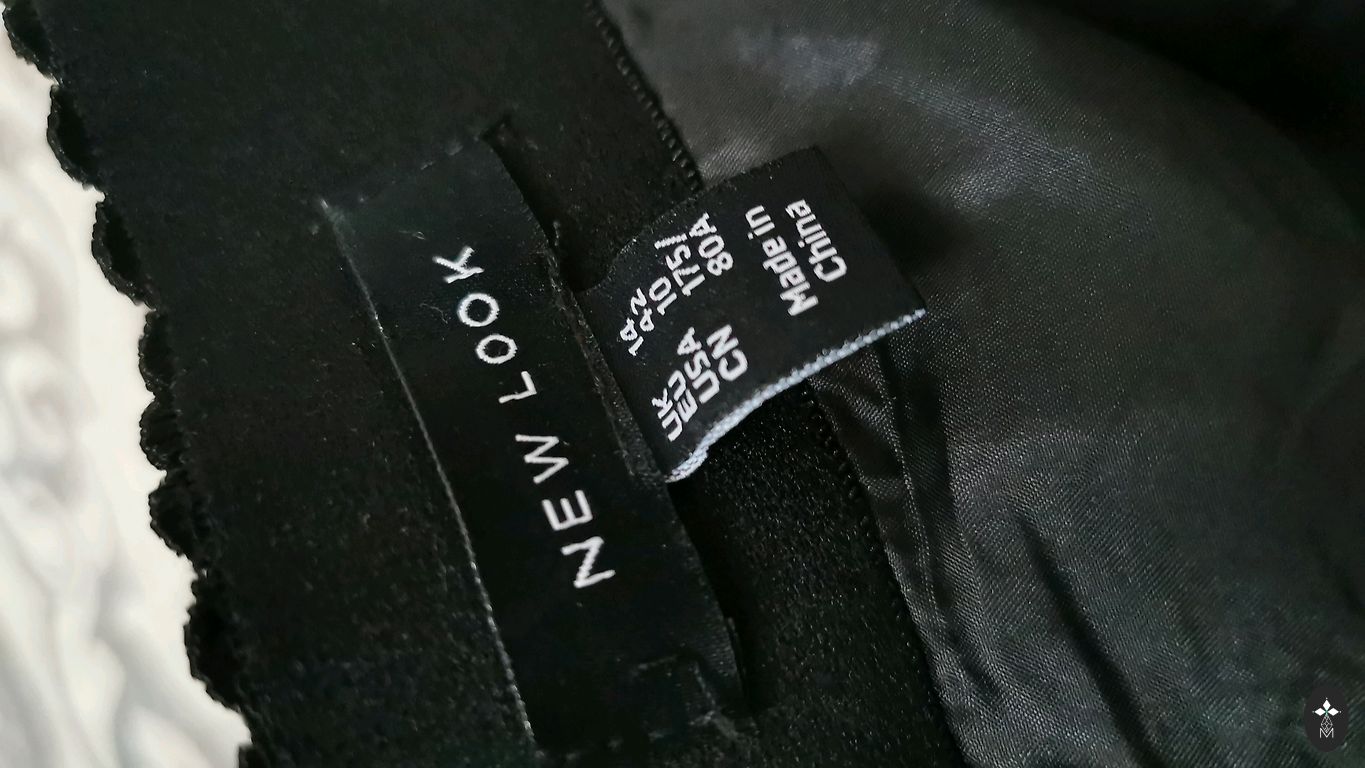 NEW LOOK
UK 14
EU 42
USA 10
CN 175/80A
Made in
China
M